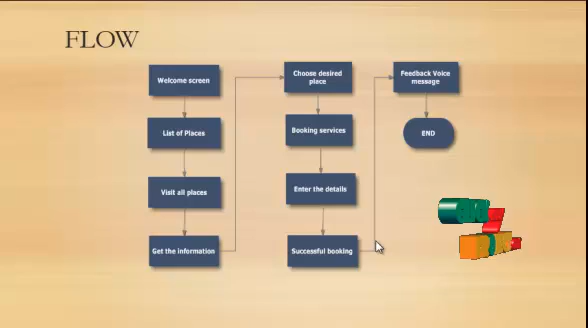 FLOW
Welcome screen
List of Places
Visit all places
Get the information
Choose desired
place
Booking services
Enter the details
Successful booking
Feedback Voice
message
END